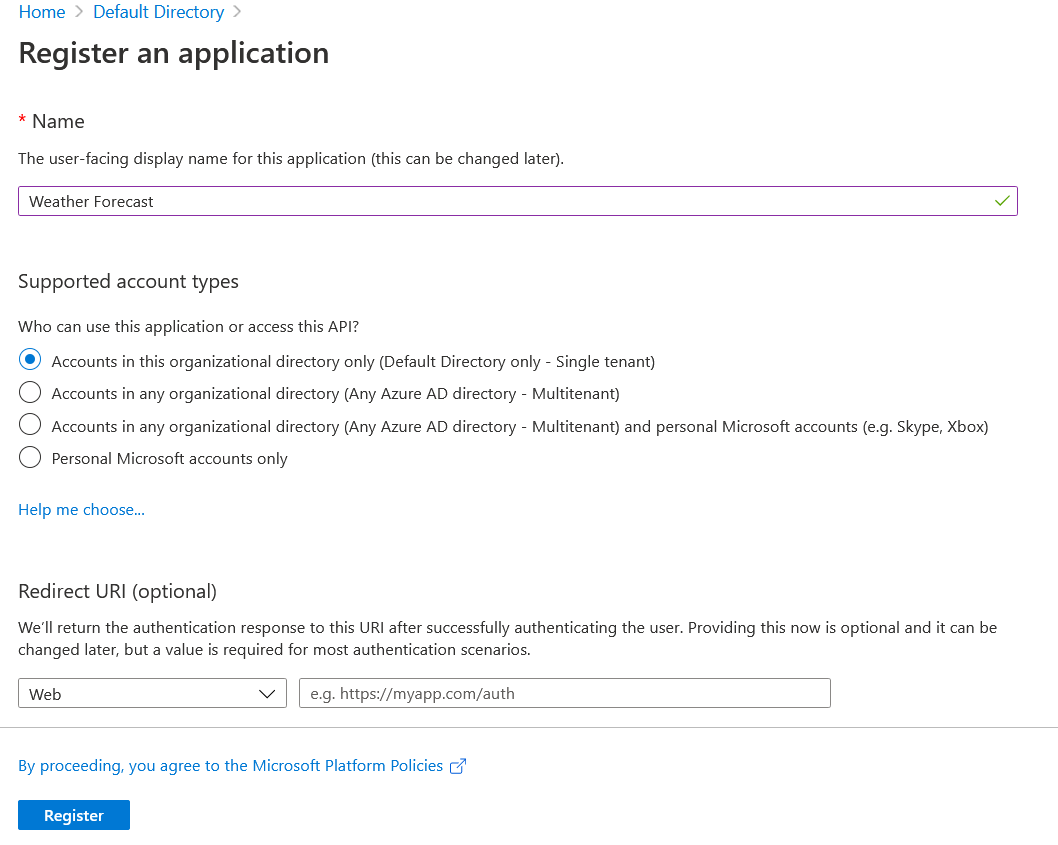 Home > Default Directory >
Register an application
* Name
The user-facing display name for this application (this can be changed later).
Weather Forecast
Supported account types
Who can use this application or access this API?
Accounts in this organizational directory only (Default Directory only - Single tenant)
Accounts in any organizational directory (Any Azure AD directory - Multitenant)
Accounts in any organizational directory (Any Azure AD directory - Multitenant) and personal Microsoft accounts (e.g. Skype, Xbox)
Personal Microsoft accounts only
Help me choose...
Redirect URI (optional)
We'll return the authentication response to this URI after successfully authenticating the user. Providing this now is optional and it can be
changed later, but a value is required for most authentication scenarios.
Web e.g. https://myapp.com/auth
By proceeding, you agree to the Microsoft Platform Policies
Register